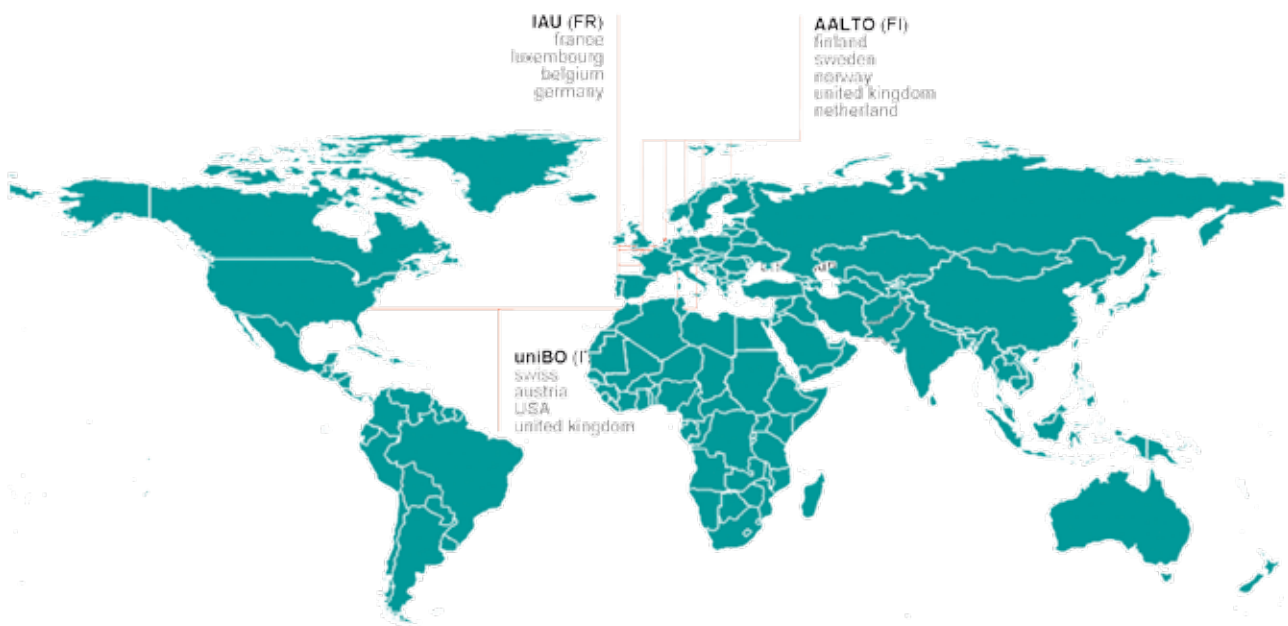 IAU (FR)
france
luxembourg
belgium
germany
AALTO (FI)
finland
sweden
norway
united kingdom
netherland
uniBO (IT
swiss
austria
USA
united kingdom